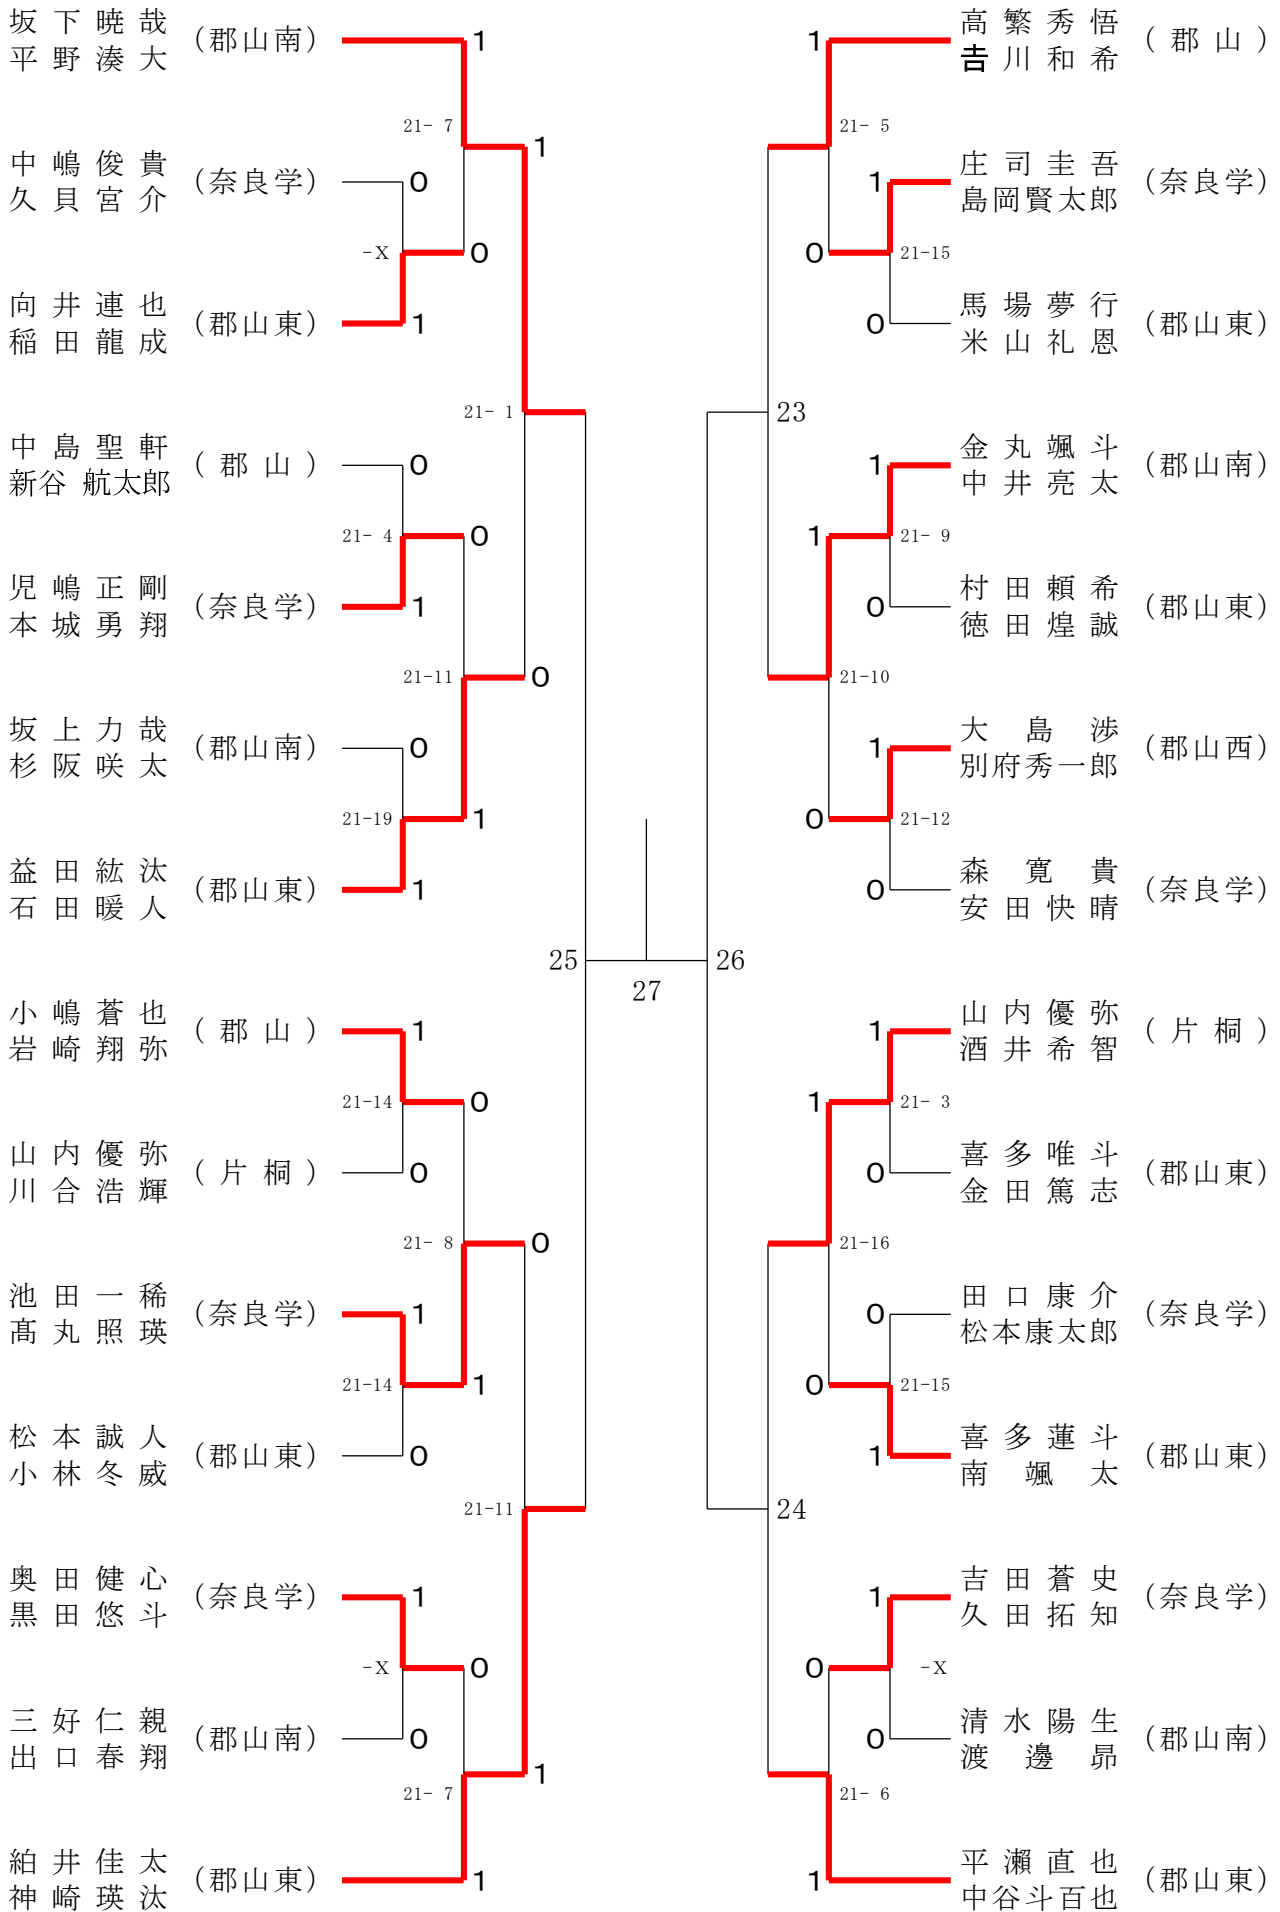 坂下暁哉
平野湊大
(郡山南)
1
21- 7
1
中嶋俊貴
久貝宮介
(奈良学)
0
-X
0
向井連也
稲田龍成
(郡山東)
1
21- 1
中島聖軒
新谷 航太郎
(郡山)
0
21- 4
0
児嶋正剛
本城勇翔
(奈良学)
1
21-11
0
坂上力哉
杉阪咲太
(郡山南)
0
21-19
1
益田紘汰
石田暖人
(郡山東)
1
25
27
26
小嶋蒼也
岩崎翔弥
(郡山)
1
21-14
0
山内優弥
川合浩輝
(片桐)
0
21- 8
0
池田一稀
髙丸照瑛
(奈良学)
1
21-14
1
松本誠人
小林冬威
(郡山東)
0
21-11
奥田健心
黒田悠斗
(奈良学)
1
-X
0
三好仁親
出口春翔
(郡山南)
0
21- 7
1
紬井佳太
神崎瑛汰
(郡山東)
1
1
高繁秀悟
𠮷川和希
(郡山)
21- 5
1
庄司圭吾
島岡賢太郎
(奈良学)
0
21-15
0
馬場夢行
米山礼恩
(郡山東)
23
1
金丸颯斗
中井亮太
(郡山南)
1
21- 9
0
村田頼希
徳田煌誠
(郡山東)
21-10
1
大島渉
別府秀一郎
(郡山西)
0
21-12
0
森寛貴
安田快晴
(奈良学)
1
山内優弥
酒井希智
(片桐)
1
21- 3
0
喜多唯斗
金田篤志
(郡山東)
21-16
0
田口康介
松本康太郎
(奈良学)
0
21-15
1
喜多蓮斗
南颯太
(郡山東)
24
1
吉田蒼史
久田拓知
(奈良学)
0
-X
0
清水陽生
渡邊昴
(郡山南)
21- 6
1
平瀬直也
中谷斗百也
(郡山東)